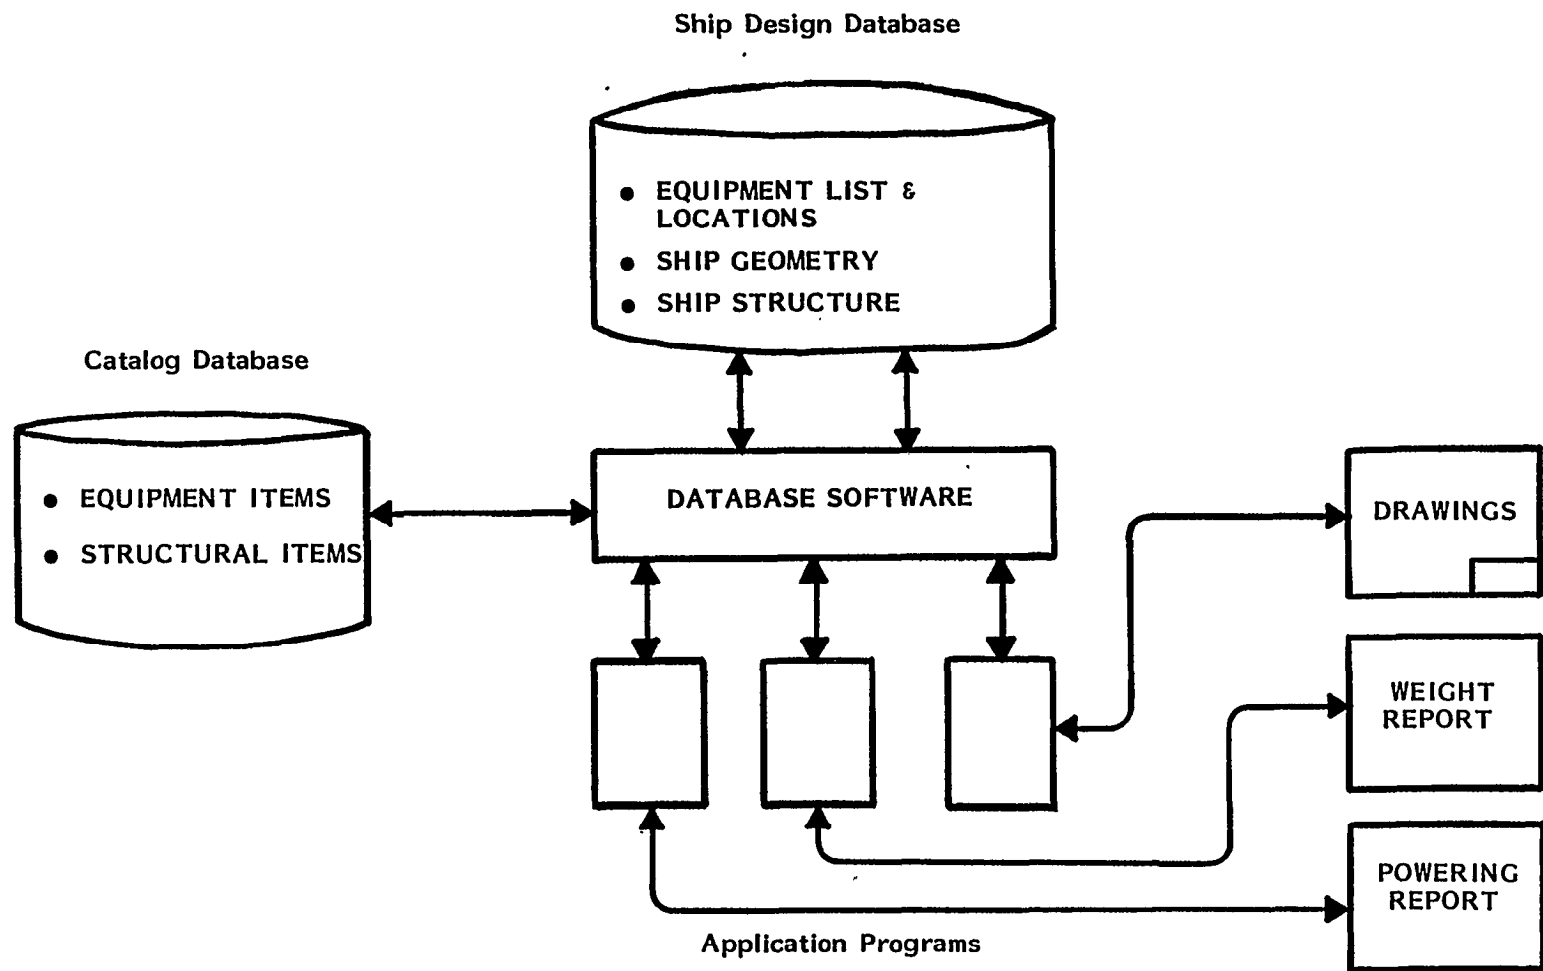 Ship Design Database
• EQUIPMENT LIST &
LOCATIONS
• SHIP GEOMETRY
• SHIP STRUCTURE
Catalog Database
• EQUIPMENT ITEMS
• STRUCTURAL ITEMS
DATABASE SOFTWARE
DRAWINGS
WEIGHT
REPORT
POWERING
REPORT
Application Programs